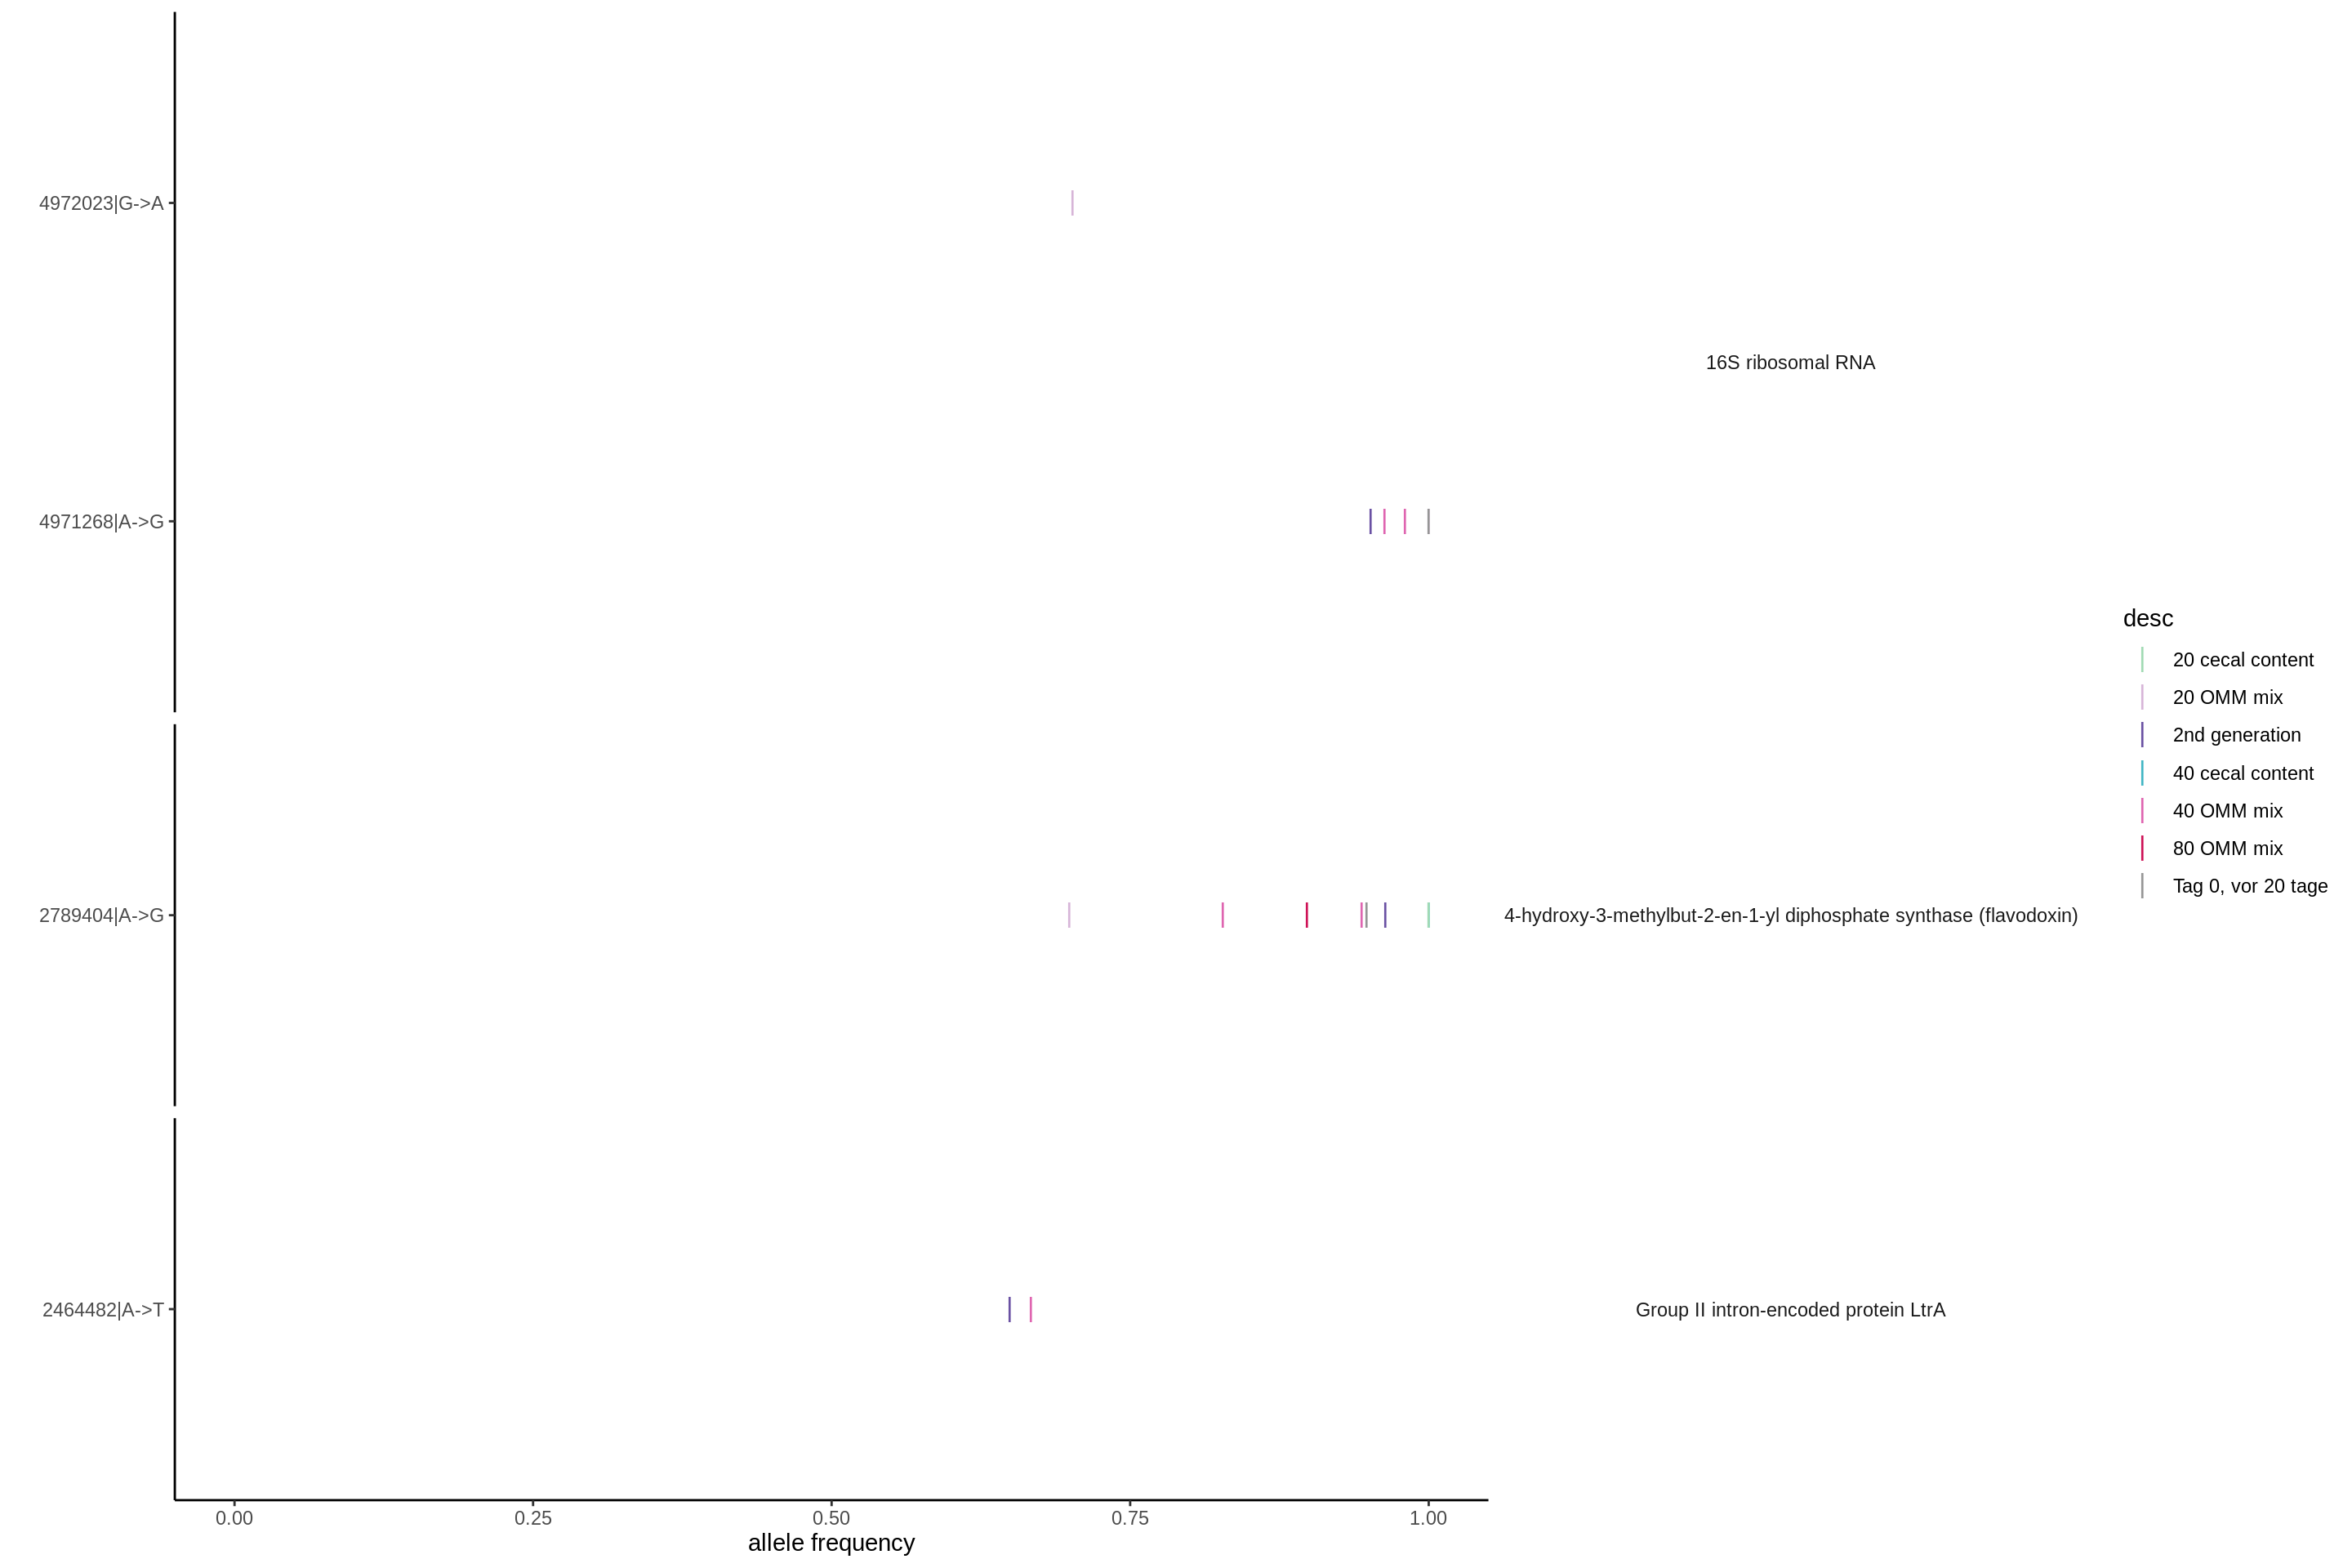 4972023|G->A
16S ribosomal RNA
4971268|A->G
desc
20 cecal content
20 OMM mix
2nd generation
40 cecal content
40 OMM mix
80 OMM mix
Tag 0, vor 20 tage
2789404|A->G
4-hydroxy-3-methylbut-2-en-1-yl diphosphate synthase (flavodoxin)
2464482|A->T
Group II intron-encoded protein LtrA
0.00 0.25 0.50 0.75 1.00
allele frequency